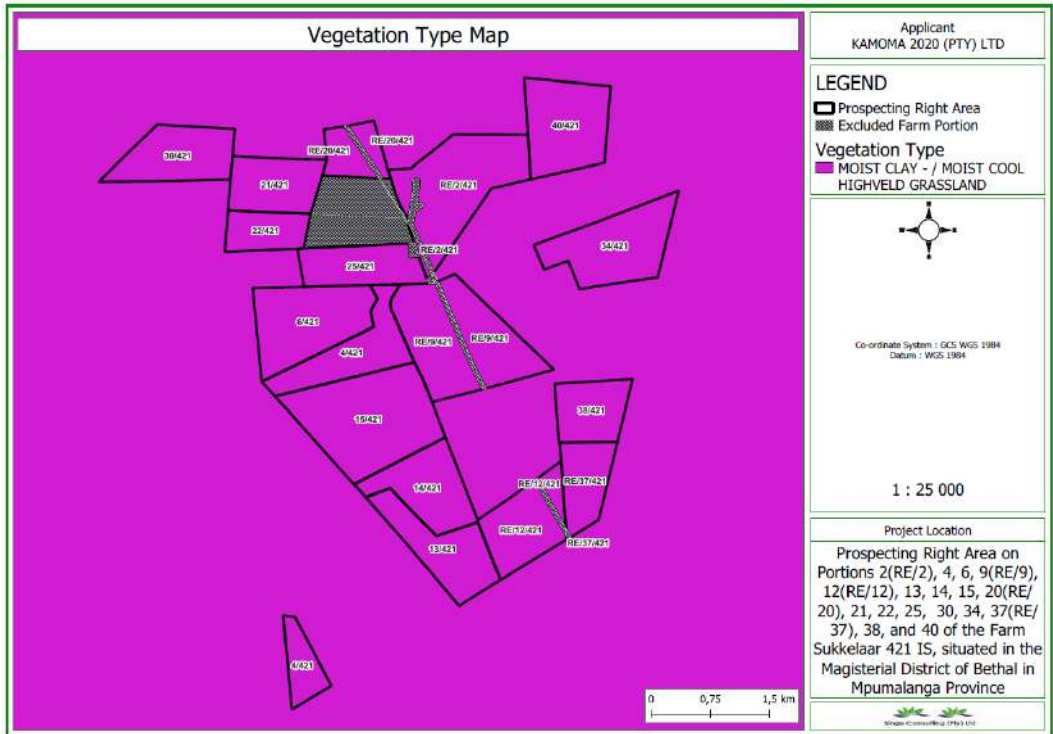 Vegetation Type Map
Applicant
KAMOMA 2020 (PTY) LTD
LEGEND
Prospecting Right Area
Excluded Farm Portion
Vegetation Type
MOIST CLAY - / MOIST COOL
HIGHVELD GRASSLAND
Co-ordinate System : GCS WGS 1984
Datum : WGS 1984
1 : 25 000
Project Location
Prospecting Right Area on
Portions 2(RE/2), 4, 6, 9(RE/9),
12(RE/12), 13, 14, 15, 20(RE/
20), 21, 22, 25, 30, 34, 37(RE/
37), 38, and 40 of the Farm
Sukkelaar 421 IS, situated in the
Magisterial District of Bethal in
Mpumalanga Province
Singo Consulting (Pty) Ltd
40/421
RE/20/421
RE/20/421
30/421
21/421
RE/2/421
22/421
RE/2/421
34/421
25/421
6/421
RE/9/421
RE/9/421
4/421
38/421
15/421
RE/12/421
RE/37/421
14/421
RE/12/421
RE/37/421
13/421
4/421
0 0,75 1,5 km